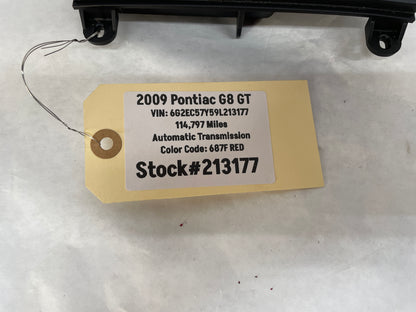 2009 Pontiac G8 GT
VIN: 6G2EC57Y59L213177
114,797 Miles
Automatic Transmission
Color Code: 687F RED
Stock#213177